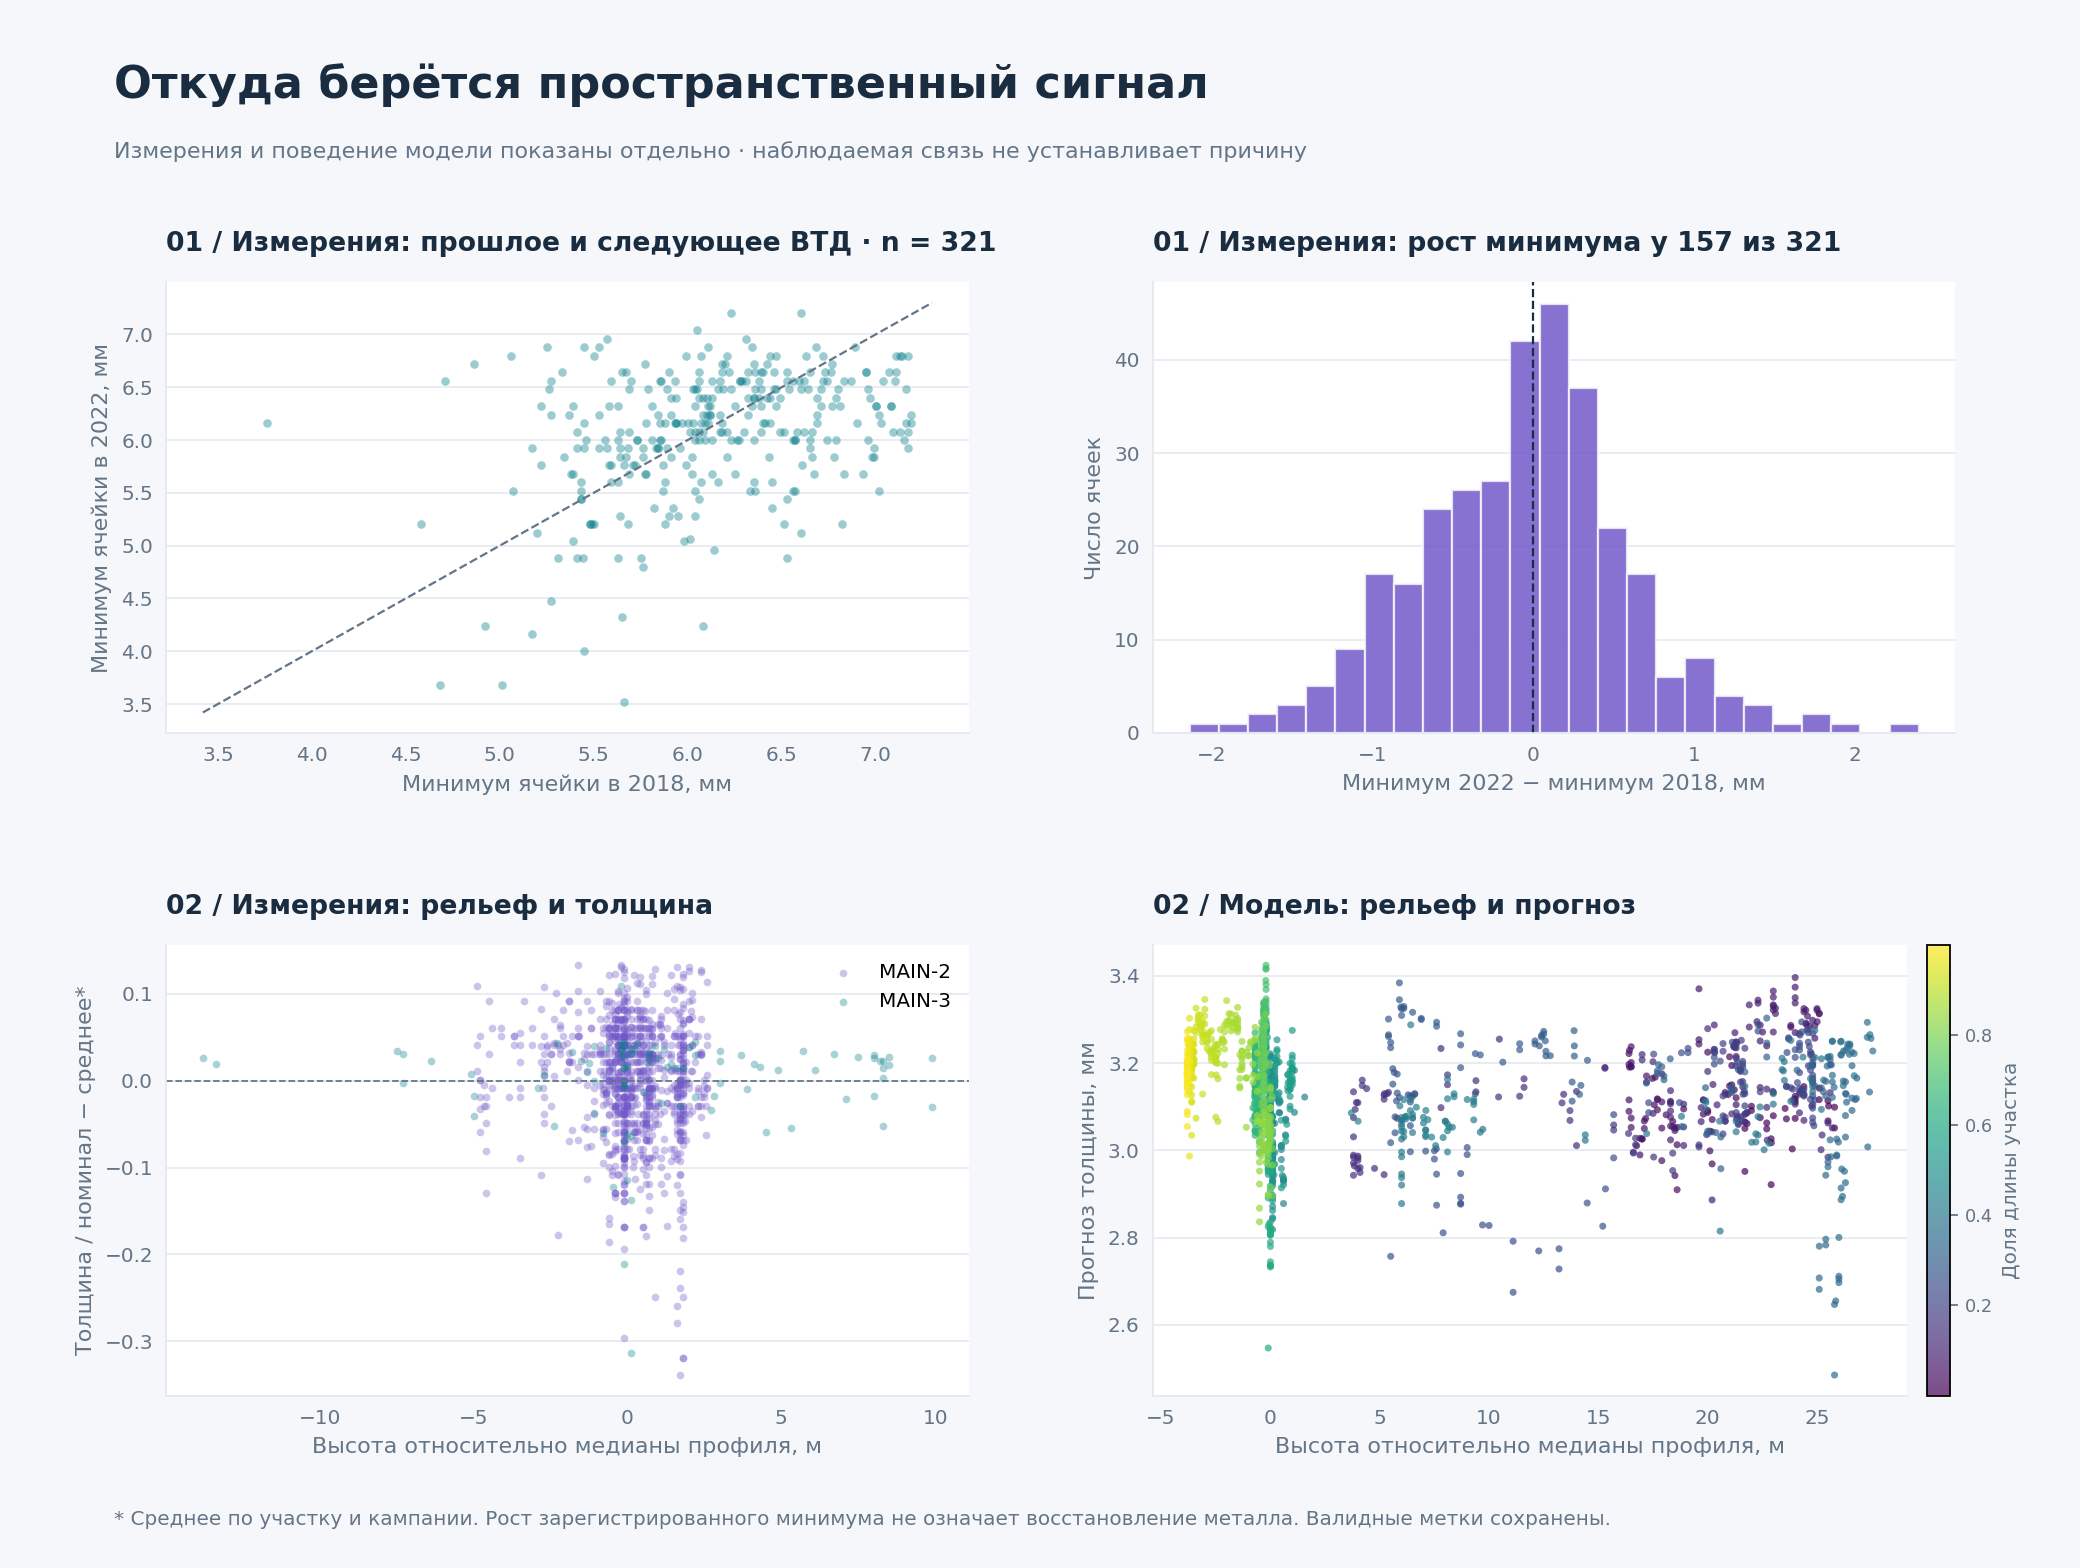 Откуда берётся пространственный сигнал
Измерения и поведение модели показаны отдельно · наблюдаемая связь не устанавливает причину
01 / Измерения: прошлое и следующее ВТД · n = 321
Минимум ячейки в 2022, мм
7.0
6.5
6.0
5.5
5.0
4.5
4.0
3.5
3.5 4.0 4.5 5.0 5.5 6.0 6.5 7.0
Минимум ячейки в 2018, мм
01 / Измерения: рост минимума у 157 из 321
Число ячеек
40
30
20
10
0
−2 −1 0 1 2
Минимум 2022 − минимум 2018, мм
02 / Измерения: рельеф и толщина
Толщина / номинал − среднее*
MAIN-2
MAIN-3
0.1
0.0
−0.1
−0.2
−0.3
−10 −5 0 5 10
Высота относительно медианы профиля, м
02 / Модель: рельеф и прогноз
Прогноз толщины, мм
3.4
3.2
3.0
2.8
2.6
−5 0 5 10 15 20 25
Высота относительно медианы профиля, м
0.8
0.6
0.4
0.2
Доля длины участка
* Среднее по участку и кампании. Рост зарегистрированного минимума не означает восстановление металла. Валидные метки сохранены.